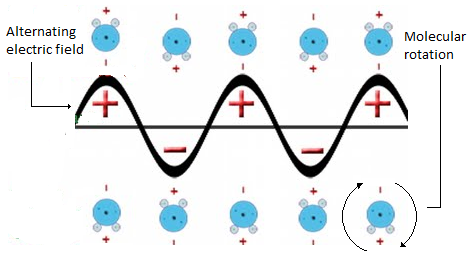 + - + - +
Alternating
electric field
Molecular
rotation
- + - + -
+ + +
- -
- + - + -
+ - + - +